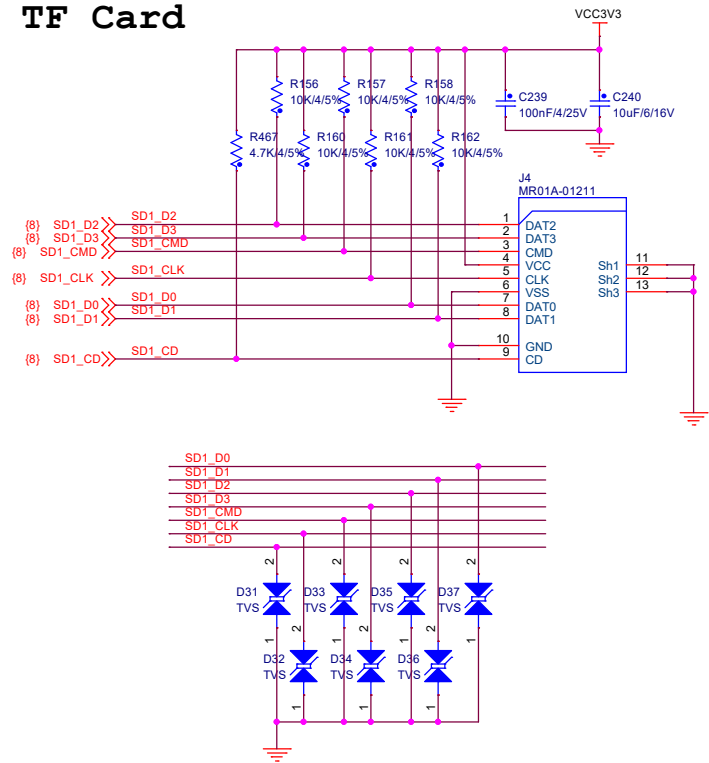 TF Card
VCC3V3
R156
10K/4/5%
R157
10K/4/5%
R158
10K/4/5%
C239
100nF/4/25V
C240
10uF/6/16V
R467
4.7K/4/5%
R160
10K/4/5%
R161
10K/4/5%
R162
10K/4/5%
J4
MR01A-01211
{8} SD1_D2 SD1_D2 1 DAT2
{8} SD1_D3 SD1_D3 2 DAT3
{8} SD1_CMD SD1_CMD 3 CMD
4 VCC Sh1 11
{8} SD1_CLK SD1_CLK 5 CLK Sh2 12
6 VSS Sh3 13
{8} SD1_D0 SD1_D0 7 DAT0
{8} SD1_D1 SD1_D1 8 DAT1
10 GND
{8} SD1_CD SD1_CD 9 CD
SD1_D0
SD1_D1
SD1_D2
SD1_D3
SD1_CMD
SD1_CLK
SD1_CD
2 2 2 2
D31 D33 D35 D37
TVS TVS TVS TVS
1 2 1 2 1 2 1
D32 D34 D36
TVS TVS TVS
1 1 1